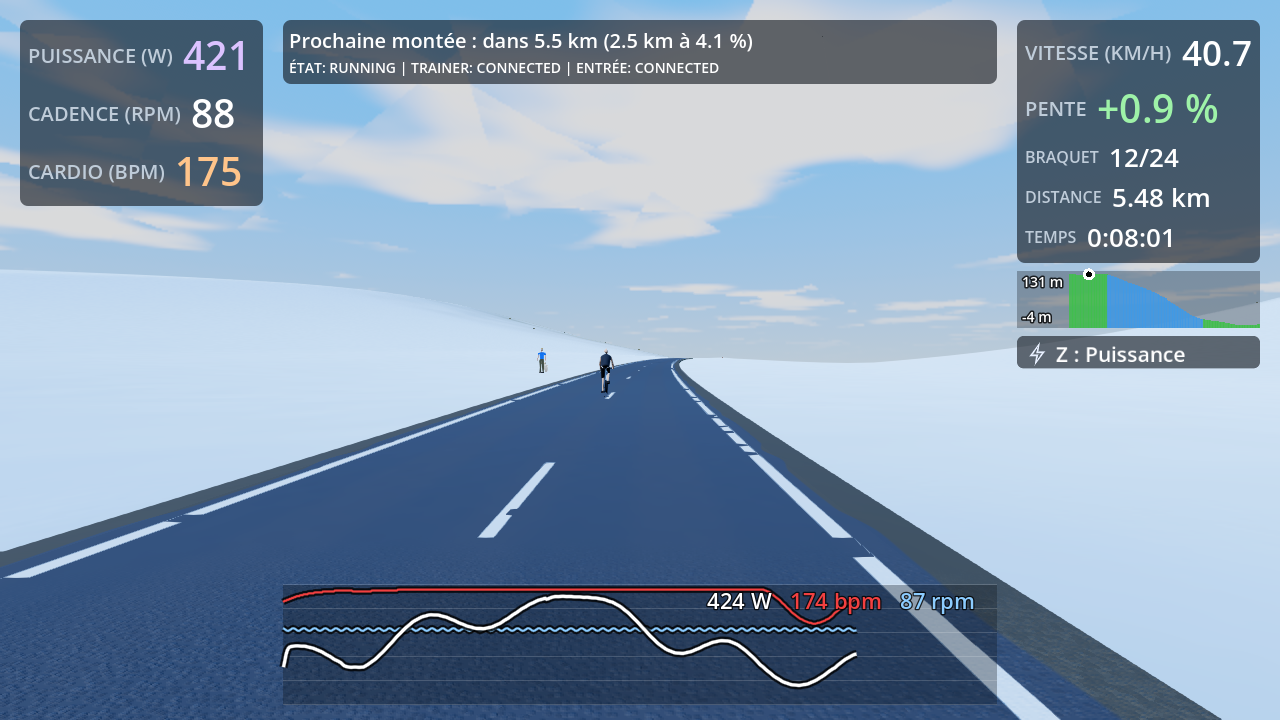 PUISSANCE (W) 421
CADENCE (RPM) 88
CARDIO (BPM) 175
Prochaine montée : dans 5.5 km (2.5 km à 4.1 %)
ÉTAT: RUNNING | TRAINER: CONNECTED | ENTRÉE: CONNECTED
VITESSE (KM/H) 40.7
PENTE +0.9 %
BRAQUET 12/24
DISTANCE 5.48 km
TEMPS 0:08:01
131 m
-4 m
Z : Puissance
424 W 174 bpm 87 rpm